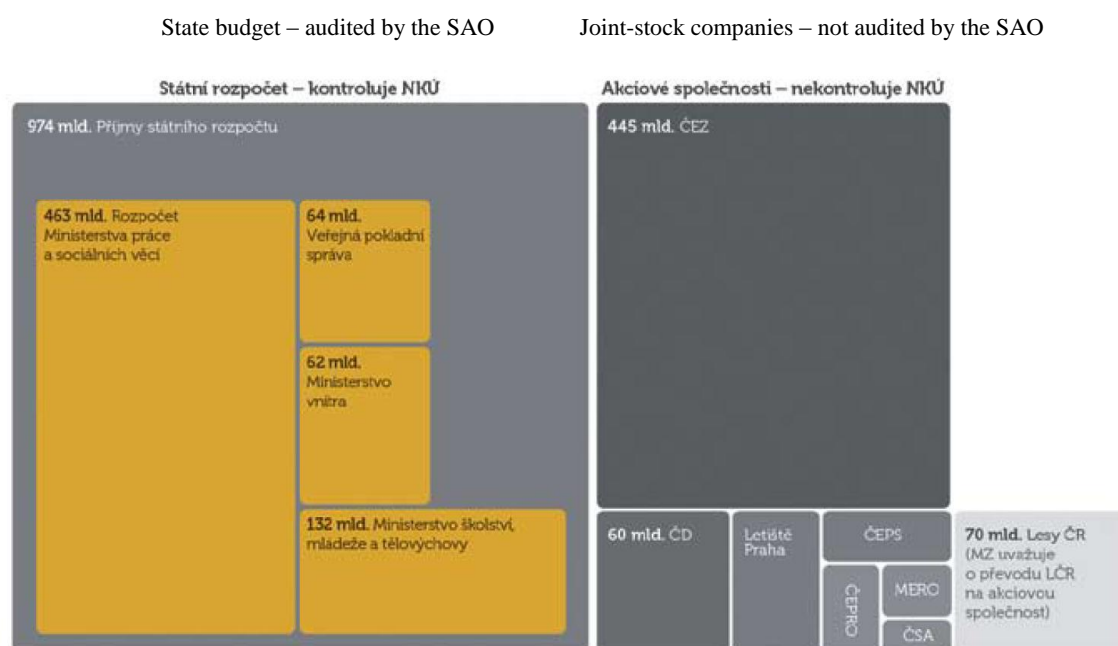 State budget – audited by the SAO
Joint-stock companies – not audited by the SAO
Státní rozpočet – kontroluje NKÚ
Akciové společnosti – nekontroluje NKÚ
974 mld. Příjmy státního rozpočtu
463 mld. Rozpočet
Ministerstva práce
a sociálních věcí
64 mld.
Veřejná pokladní
správa
62 mld.
Ministerstvo
vnitra
132 mld. Ministerstvo školství,
mládeže a tělovýchovy
445 mld. ČEZ
60 mld. ČD
Letiště
Praha
ČEPS
ČEPRO
MERO
ČSA
70 mld. Lesy ČR
(MZ uvažuje
o převodu LČR
na akciovou
společnost)